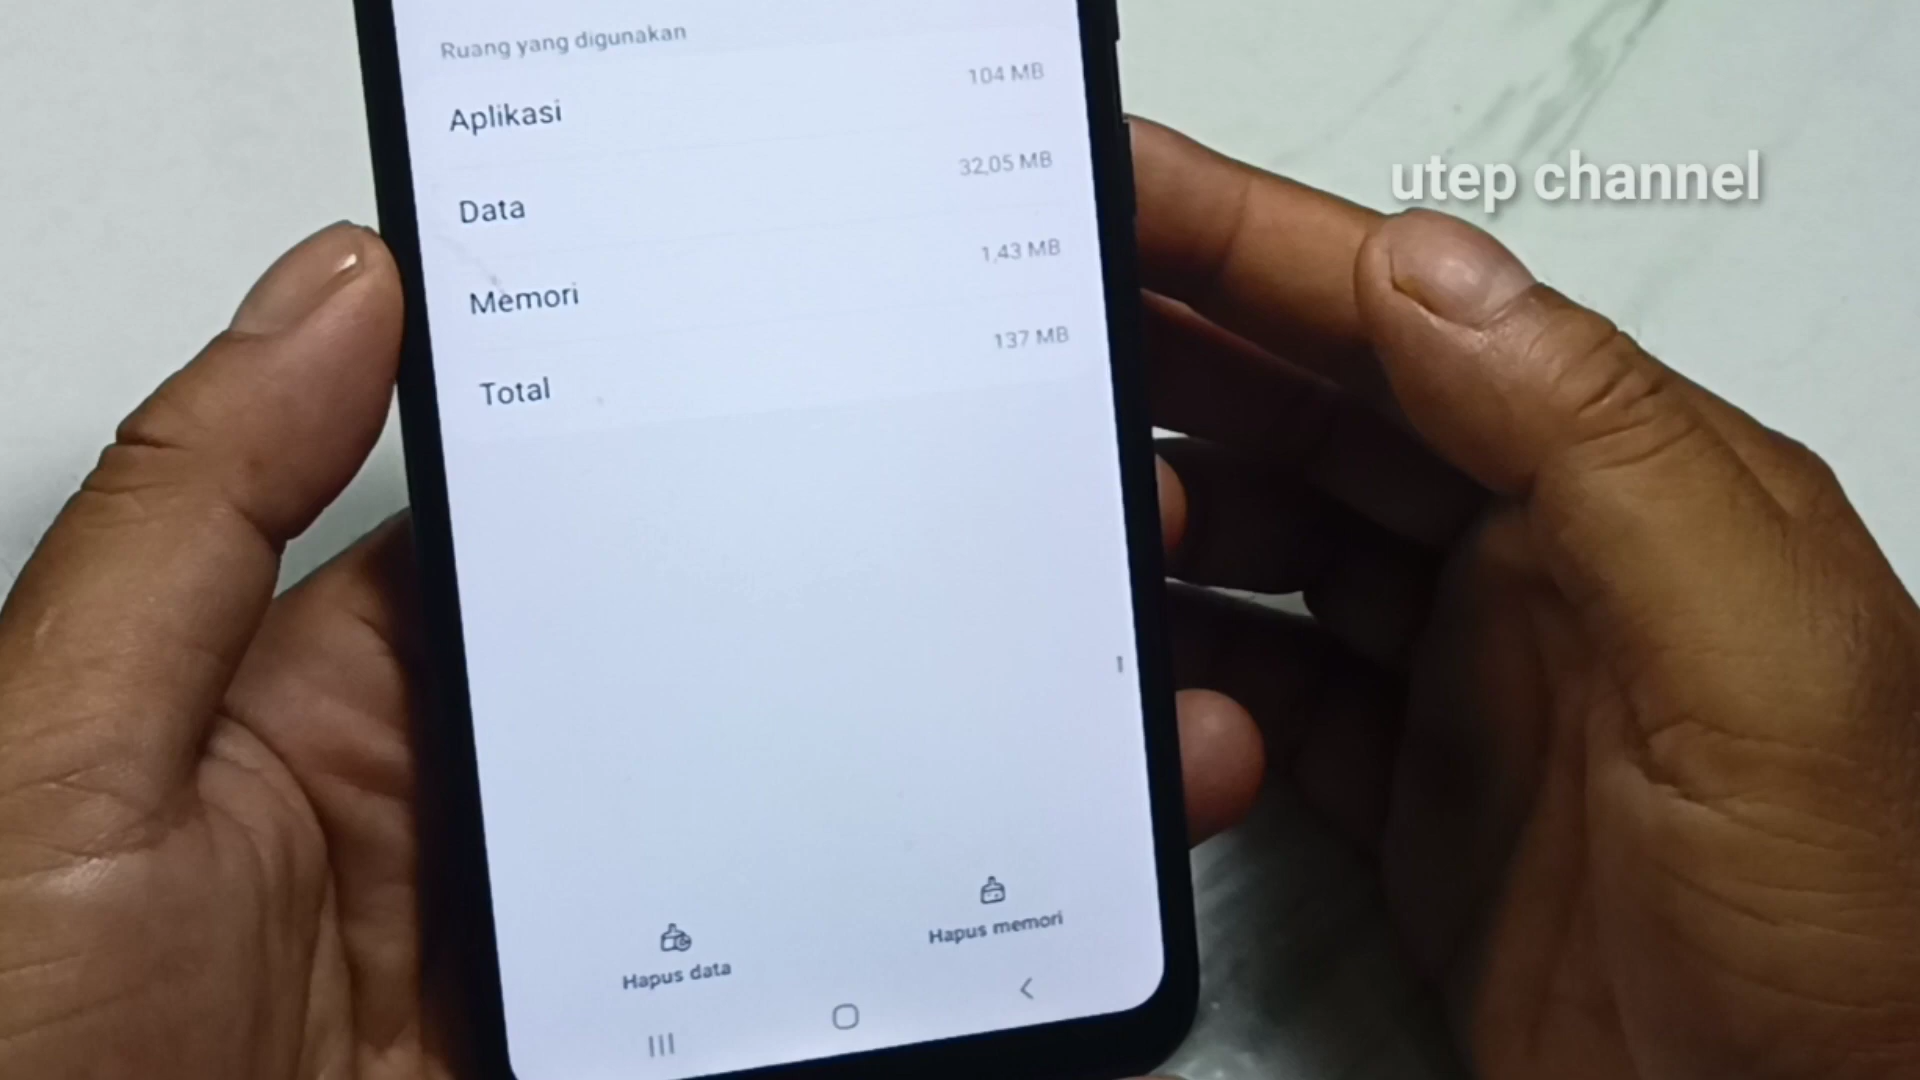 Ruang yang digunakan
Aplikasi 104 MB
Data 32,05 MB
Memori 1,43 MB
Total 137 MB
utep channel
Hapus data
Hapus memori